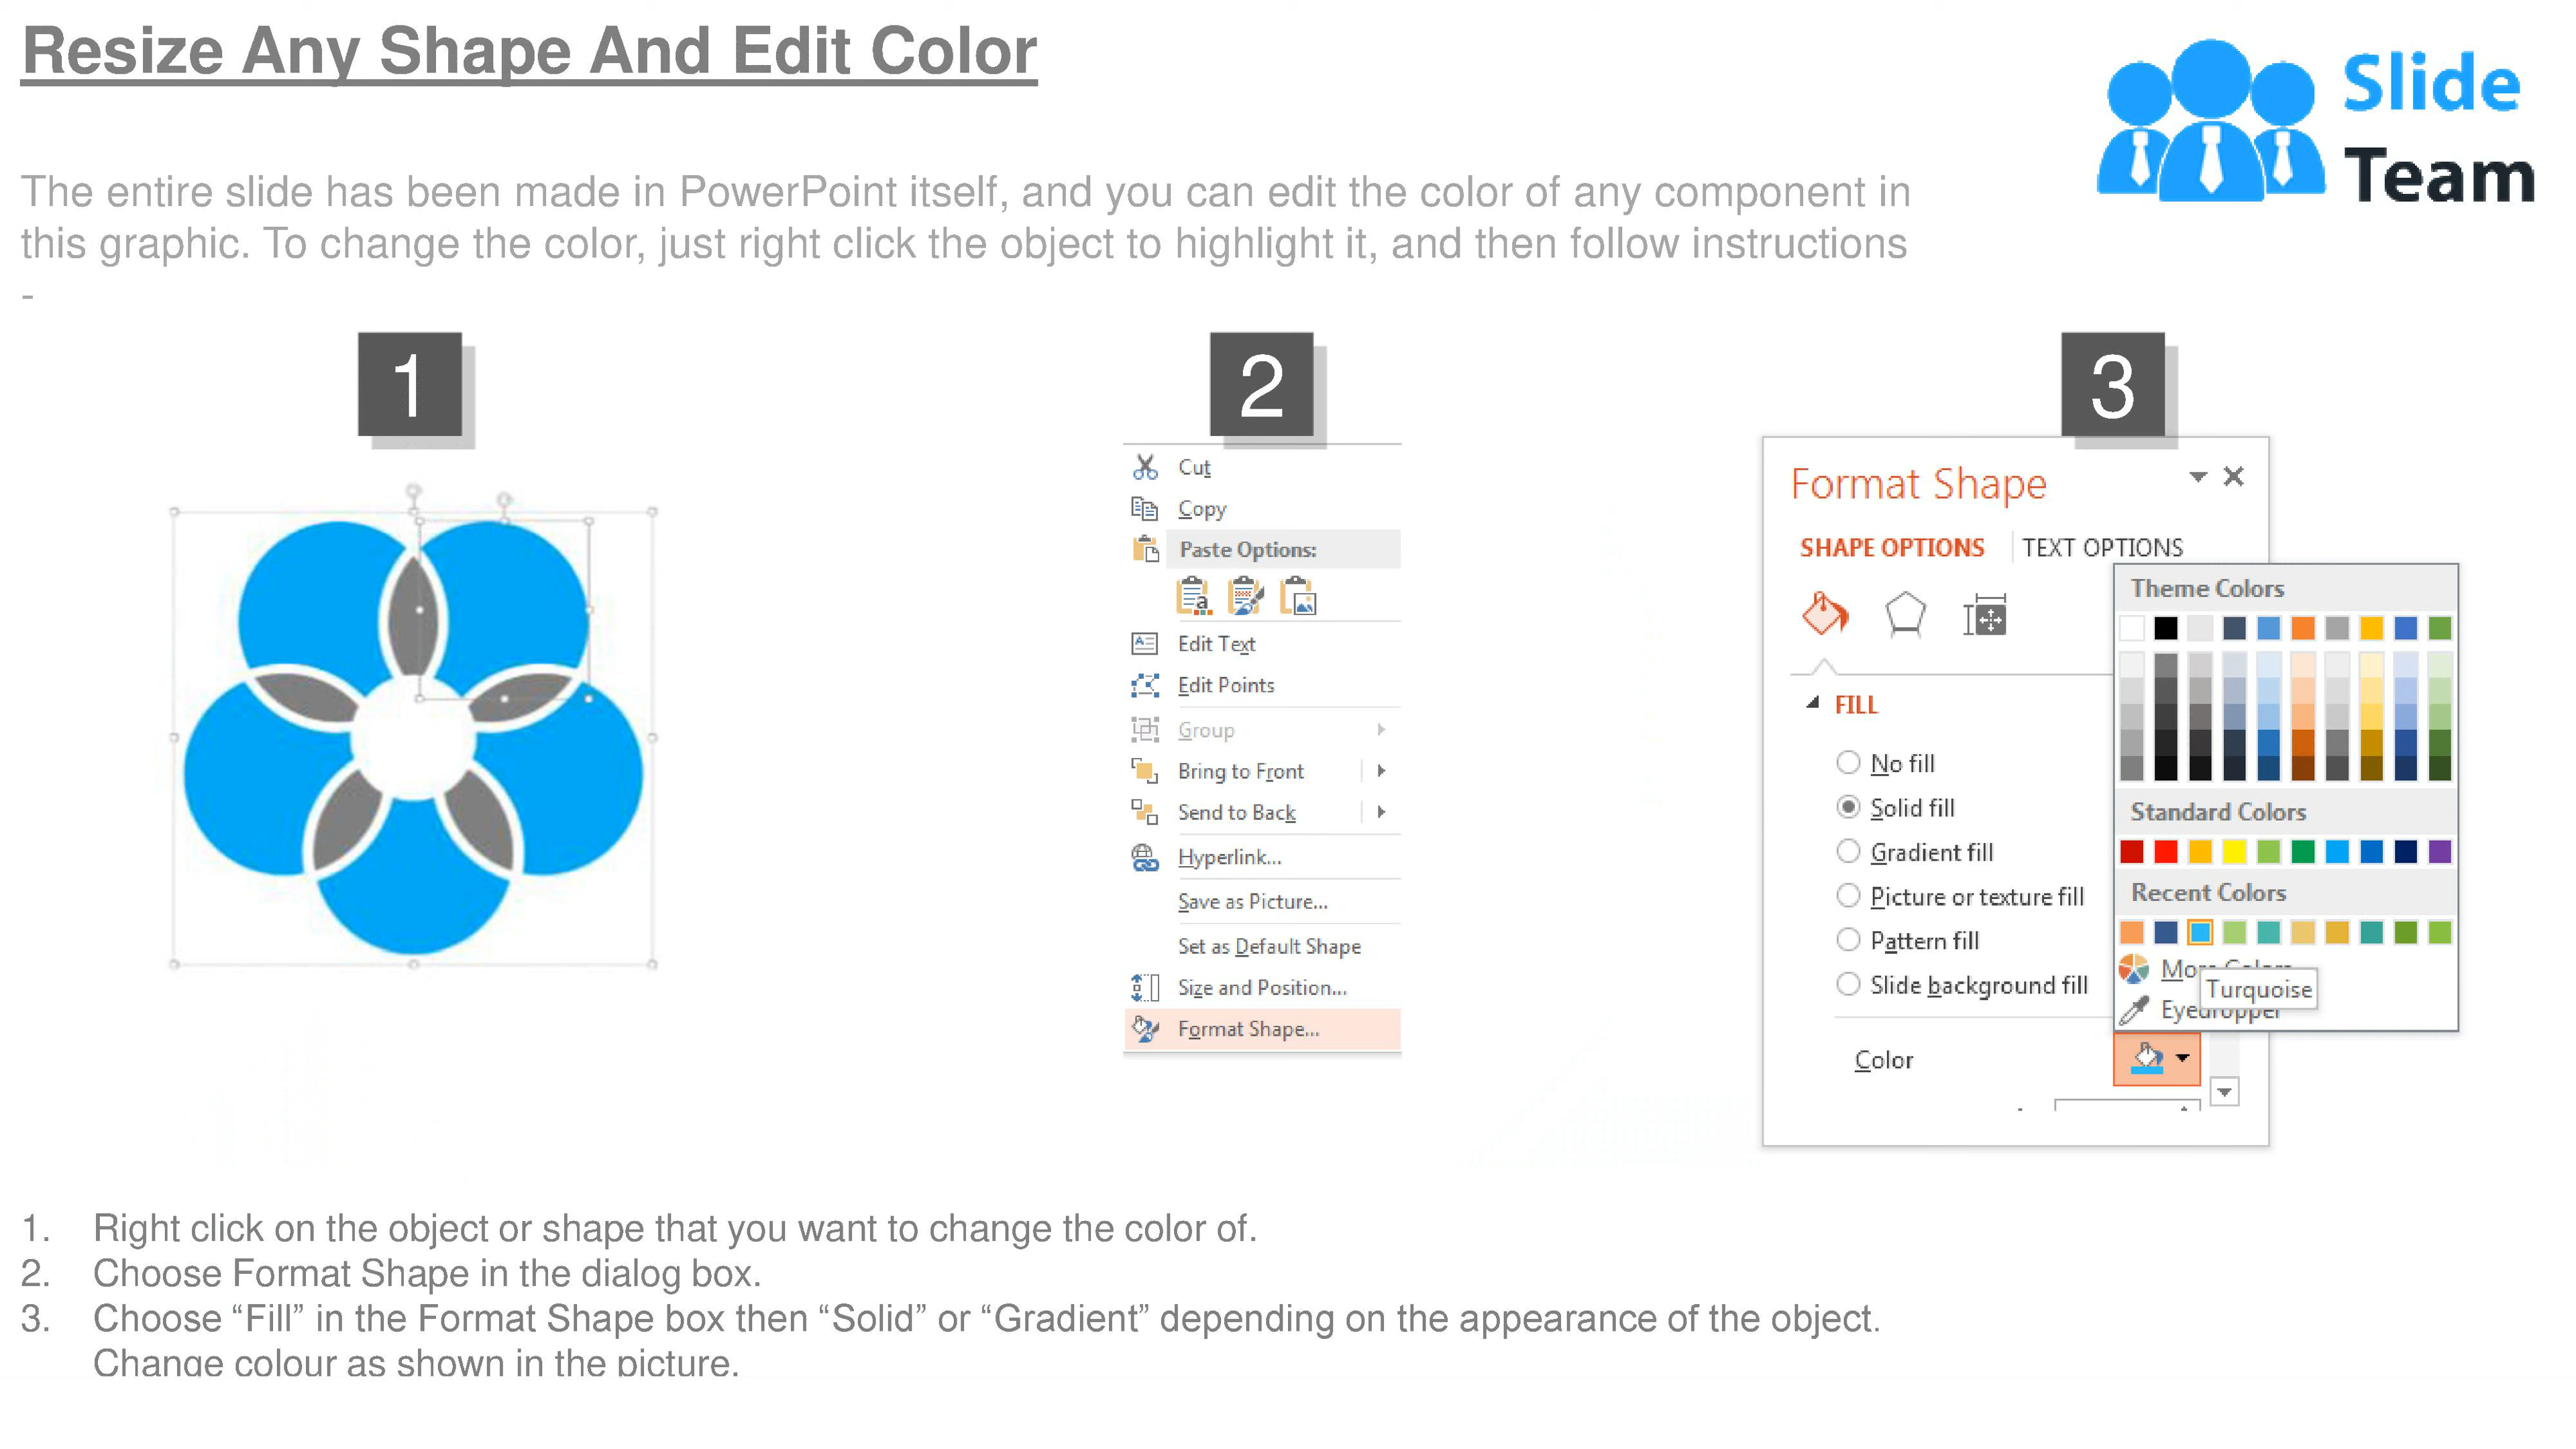 Resize Any Shape And Edit Color
Slide
Team
The entire slide has been made in PowerPoint itself, and you can edit the color of any component in
this graphic. To change the color, just right click the object to highlight it, and then follow instructions
-
1
2
3
Cut
Copy
Paste Options:
Edit Text
Edit Points
Group
Bring to Front
Send to Back
Hyperlink...
Save as Picture...
Set as Default Shape
Size and Position...
Format Shape...
Format Shape
SHAPE OPTIONS
TEXT OPTIONS
FILL
No fill
Solid fill
Gradient fill
Picture or texture fill
Pattern fill
Slide background fill
Color
Theme Colors
Standard Colors
Recent Colors
More Colors
Turquoise
Eyedropper
1. Right click on the object or shape that you want to change the color of.
2. Choose Format Shape in the dialog box.
3. Choose “Fill” in the Format Shape box then “Solid” or “Gradient” depending on the appearance of the object.
Change colour as shown in the picture.